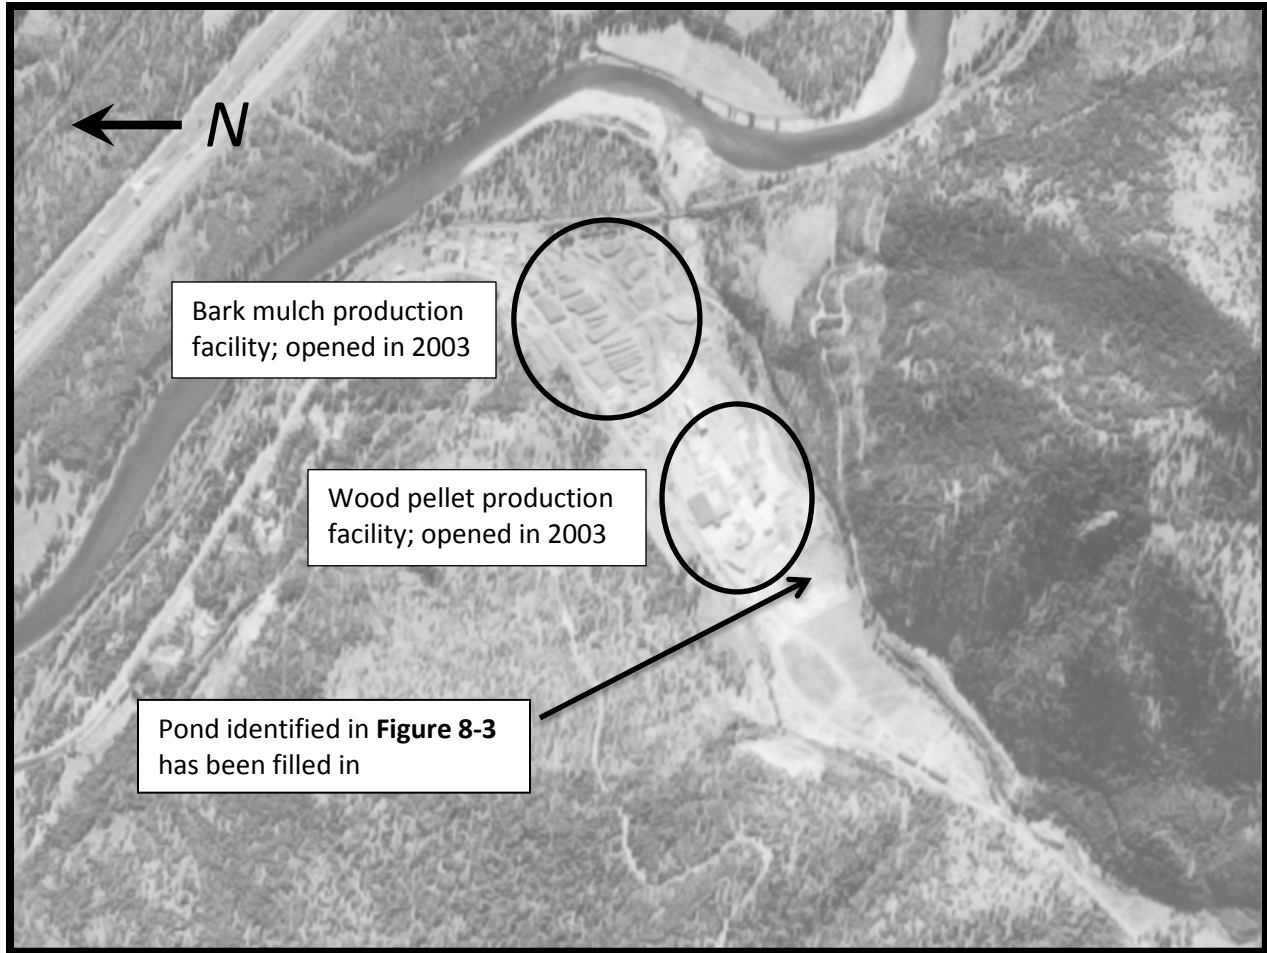 N
Bark mulch production
facility; opened in 2003
Wood pellet production
facility; opened in 2003
Pond identified in Figure 8-3
has been filled in